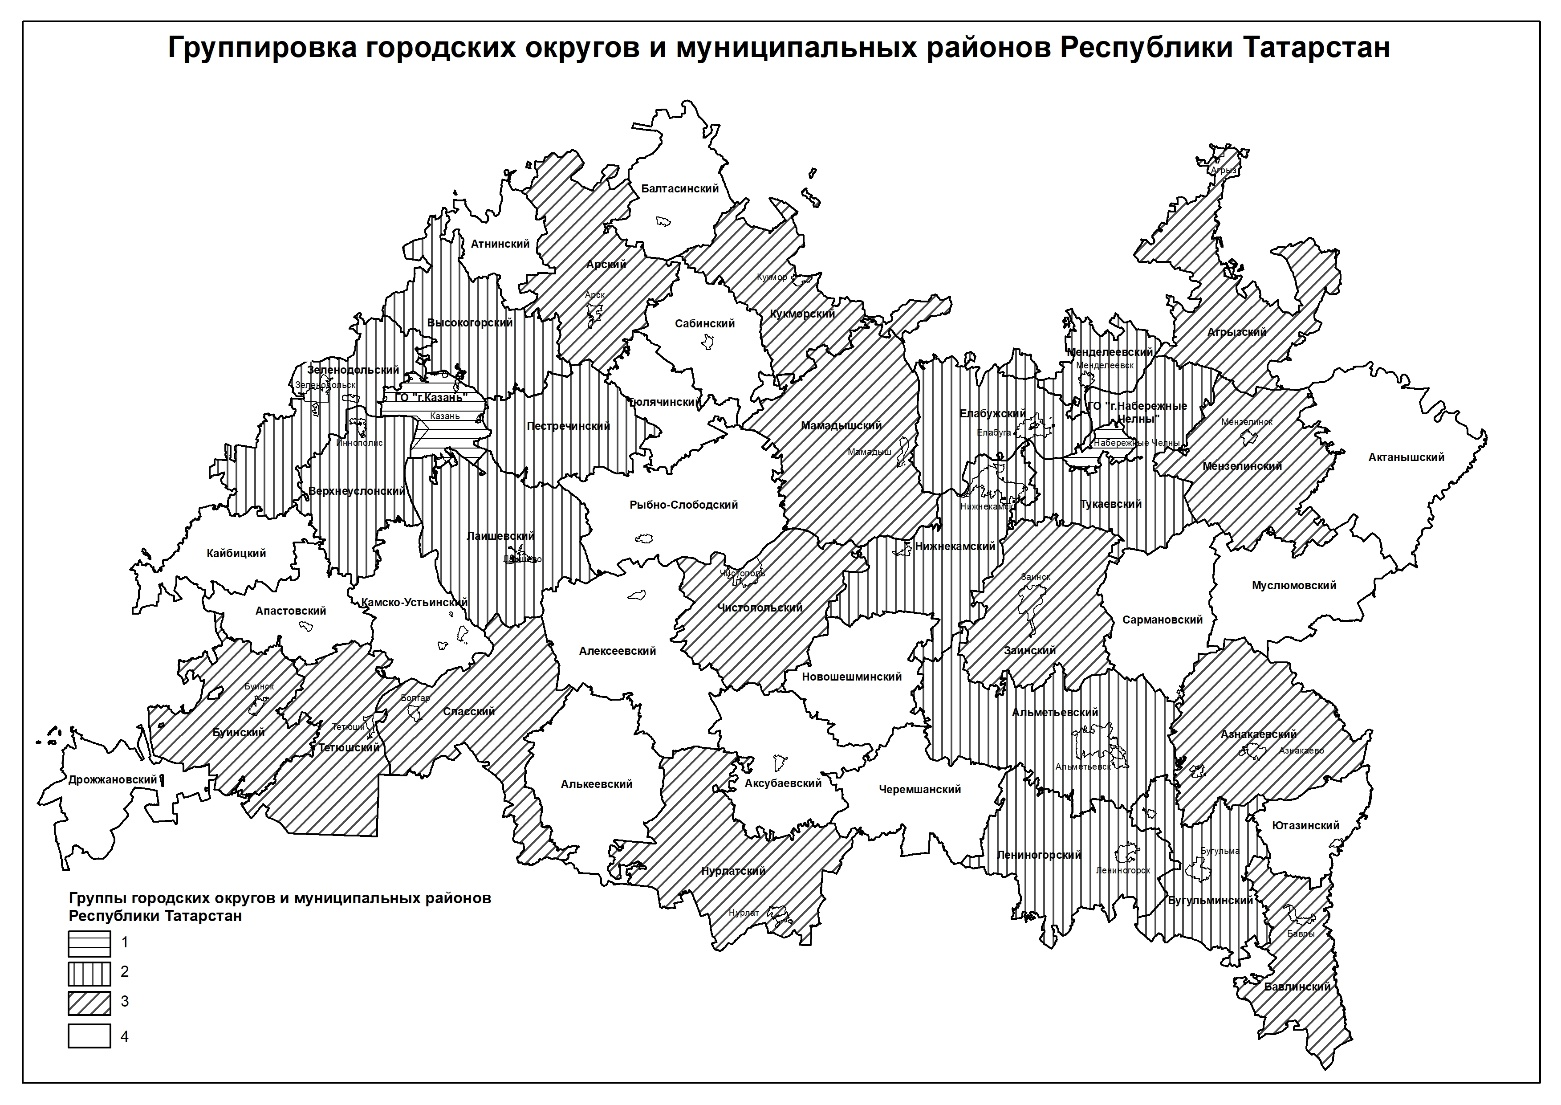 Группировка городских округов и муниципальных районов Республики Татарстан
Балтасинский
Агрыз
Атнинский
Арский
Арск
Кукмор
Кукморский
Сабинский
Высокогорский
Агрызский
Менделеевский
Менделеевск
Зеленодольский
Зеленодольск
ГО "г.Казань"
Казань
Тюлячинский
Иннополис
Пестречинский
Мамадышский
Мамадыш
Елабужский
Елабуга
ГО "г.Набережные
Челны"
Набережные Челны
Мензелинск
Мензелинский
Актанышский
Верхнеуслонский
Рыбно-Слободский
Нижнекамск
Тукаевский
Лаишевский
Лаишево
Нижнекамский
Кайбицкий
Чистополь
Чистопольский
Заинск
Заинский
Муслюмовский
Сармановский
Апастовский
Камско-Устьинский
Алексеевский
Новошешминский
Буинск
Буинский
Тетюши
Тетюшский
Болгар
Спасский
Альметьевский
Альметьевск
Азнакаевский
Азнакаево
Дрожжановский
Алькеевский
Аксубаевский
Черемшанский
Ютазинский
Лениногорский
Лениногорск
Бугульма
Бугульминский
Нурлатский
Нурлат
Бавлы
Бавлинский
Группы городских округов и муниципальных районов
Республики Татарстан
1
2
3
4